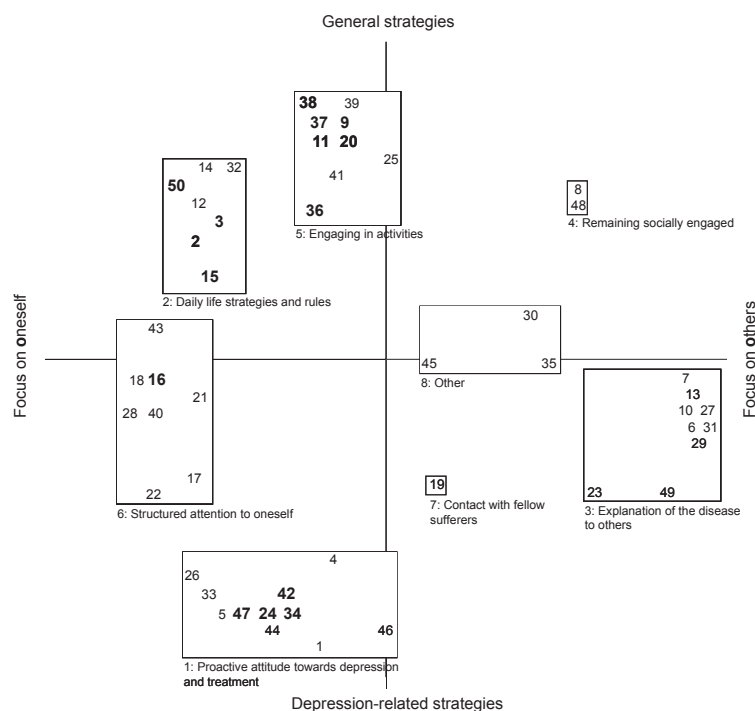 General strategies
38 39
37 9
11 20
25
41
36
5: Engaging in activities
14 32
50
12
3
2
15
2: Daily life strategies and rules
8
48
4: Remaining socially engaged
Focus on oneself
Focus on others
43
18 16
21
28 40
17
22
6: Structured attention to oneself
30
45 35
8: Other
7
13
10 27
6 31
29
23 49
3: Explanation of the disease
to others
19
7: Contact with fellow
sufferers
4
26
33 42
5 47 24 34
44 46
1
1: Proactive attitude towards depression
and treatment
Depression-related strategies